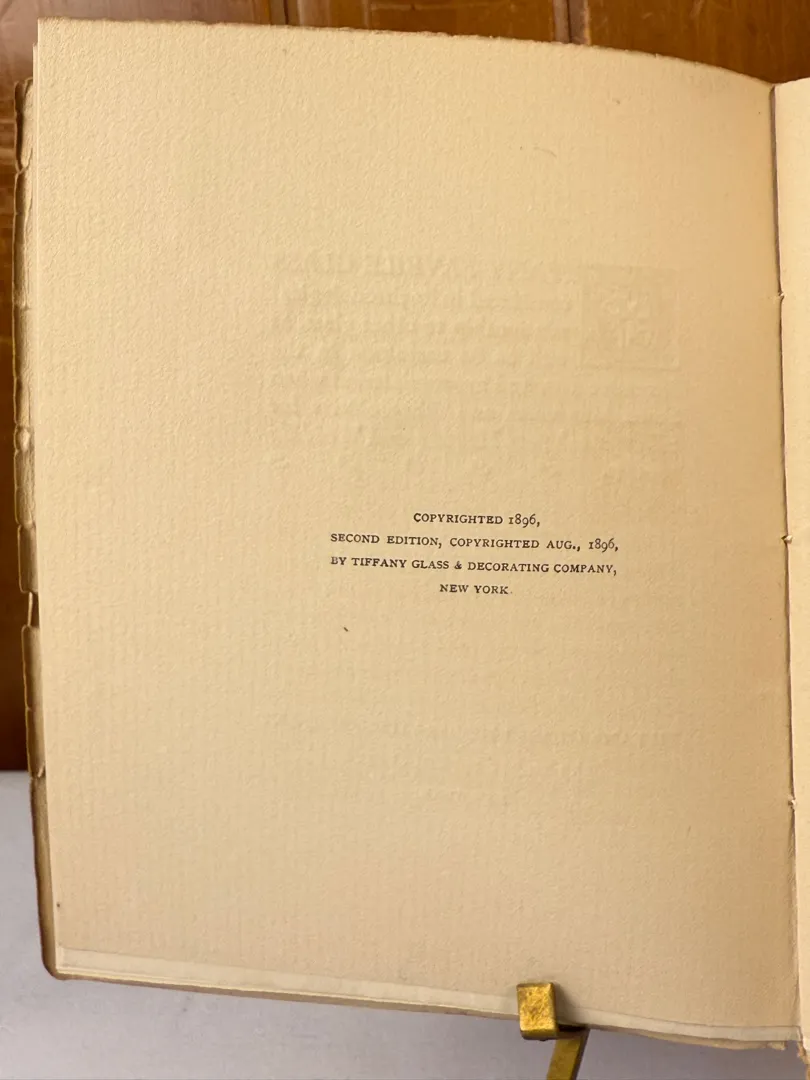 COPYRIGHTED 1896,
SECOND EDITION, COPYRIGHTED AUG., 1896,
BY TIFFANY GLASS & DECORATING COMPANY,
NEW YORK.